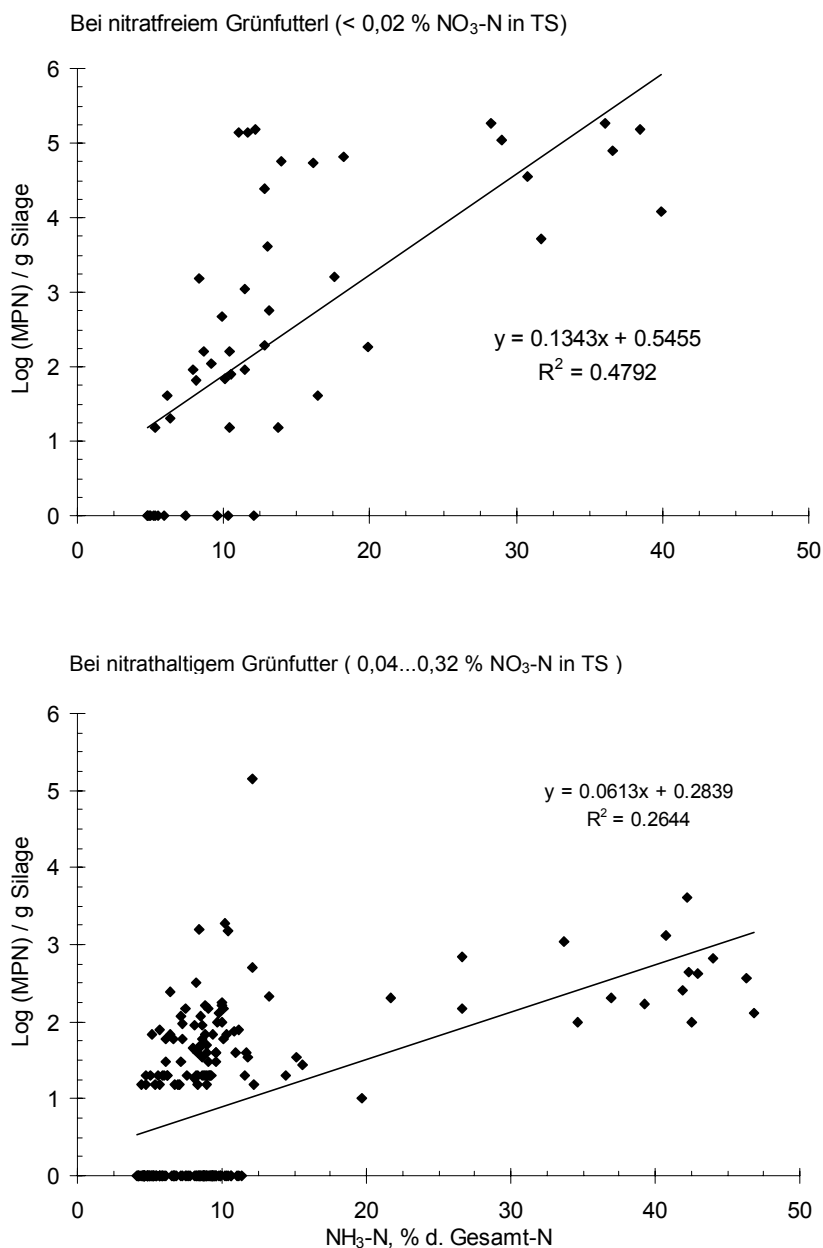 Bei nitratfreiem Grünfutterl (< 0,02 % NO₃-N in TS)
6
5
4
3
2
1
0
Log (MPN) / g Silage
y = 0.1343x + 0.5455
R² = 0.4792
0 10 20 30 40 50
Bei nitrathaltigem Grünfutter ( 0,04...0,32 % NO₃-N in TS )
6
5
4
3
2
1
0
Log (MPN) / g Silage
y = 0.0613x + 0.2839
R² = 0.2644
0 10 20 30 40 50
NH₃-N, % d. Gesamt-N